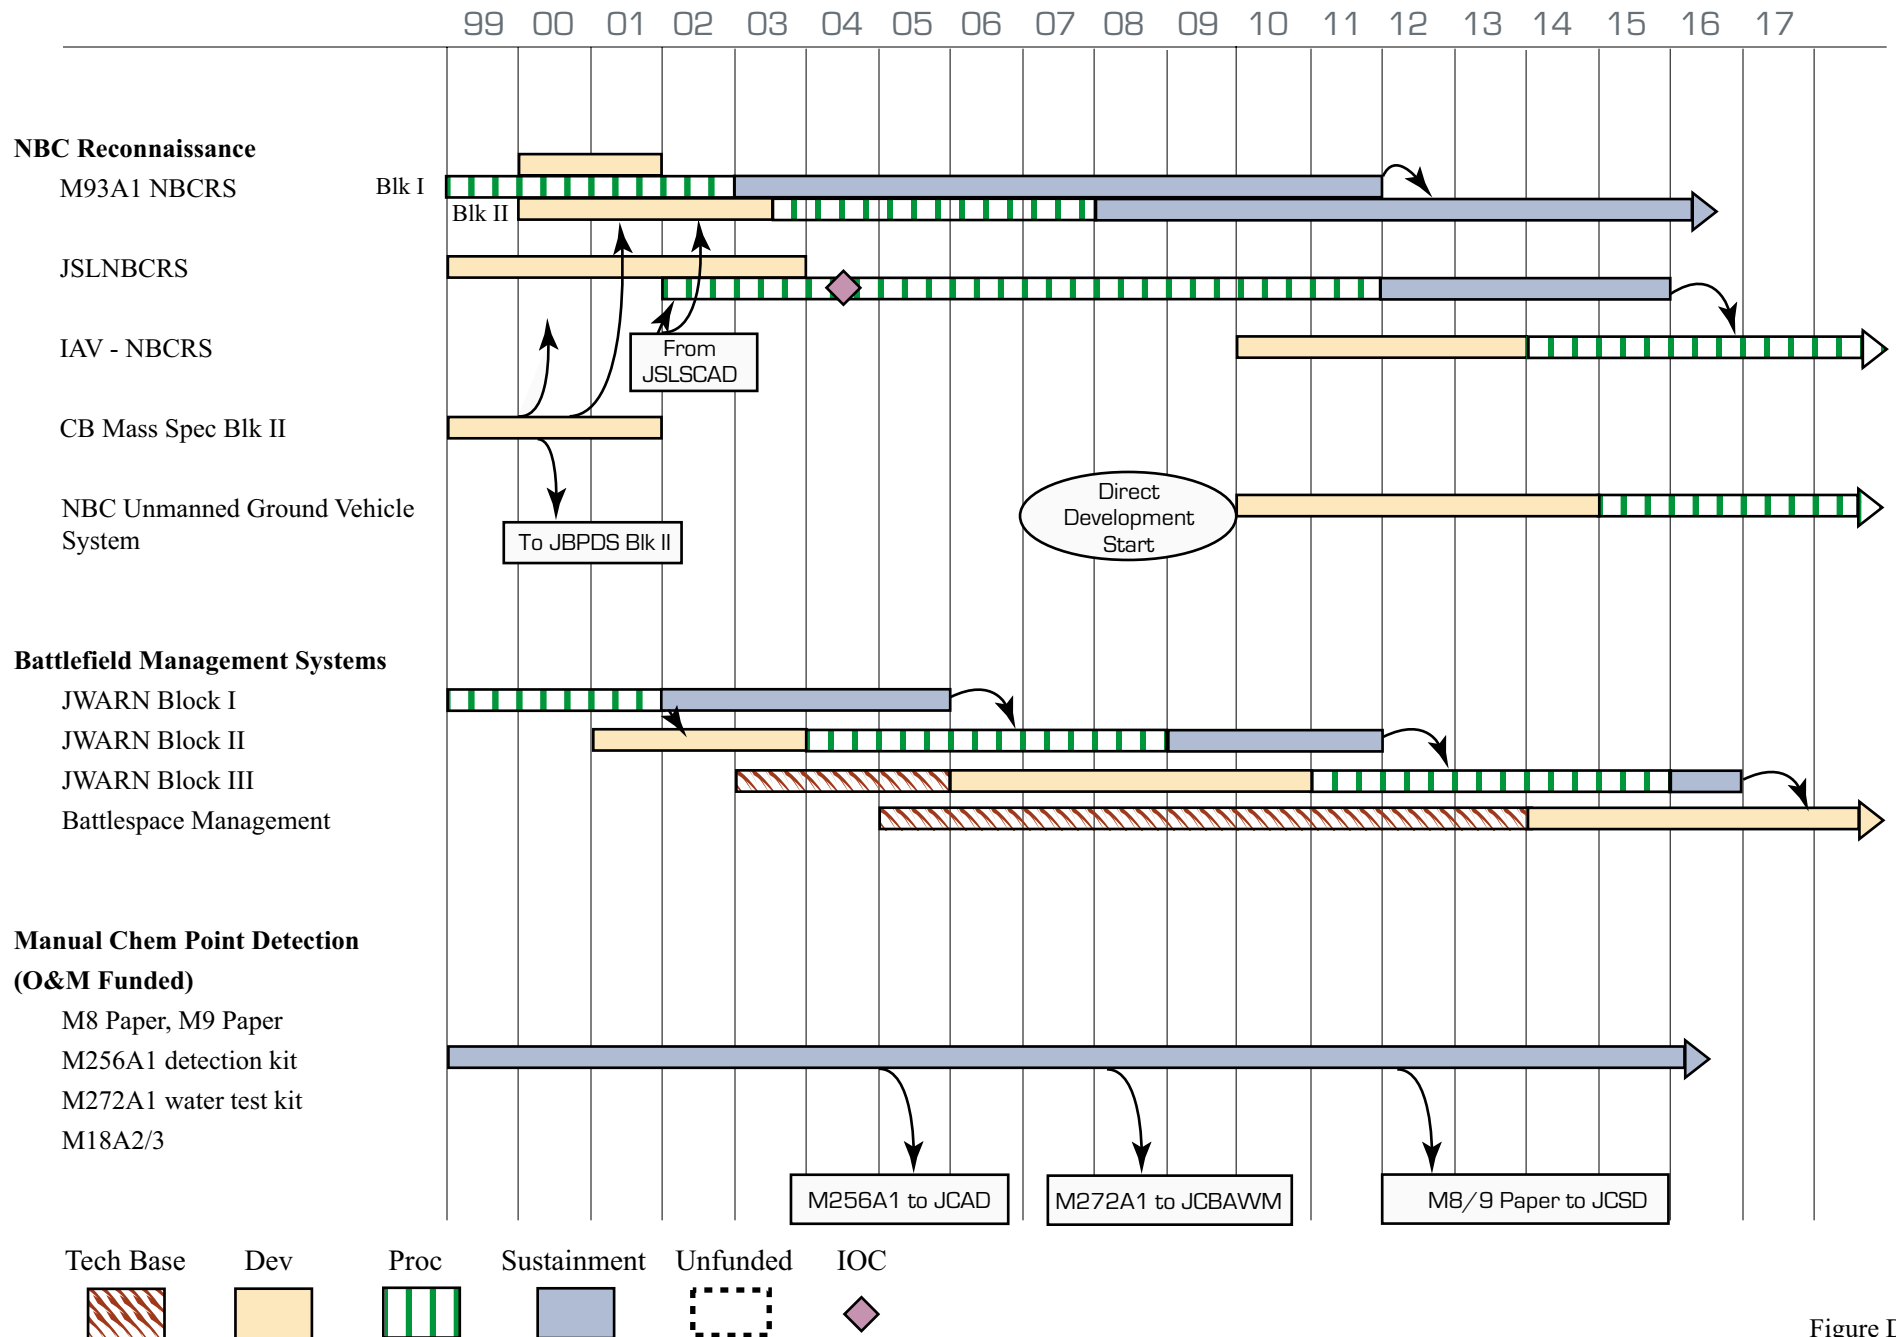 99 00 01 02 03 04 05 06 07 08 09 10 11 12 13 14 15 16 17
NBC Reconnaissance
M93A1 NBCRS
Blk I
Blk II
JSLNBCRS
IAV - NBCRS
From
JSLSCAD
CB Mass Spec Blk II
NBC Unmanned Ground Vehicle
System
To JBPDS Blk II
Direct
Development
Start
Battlefield Management Systems
JWARN Block I
JWARN Block II
JWARN Block III
Battlespace Management
Manual Chem Point Detection
(O&M Funded)
M8 Paper, M9 Paper
M256A1 detection kit
M272A1 water test kit
M18A2/3
M256A1 to JCAD
M272A1 to JCBAWM
M8/9 Paper to JCSD
Tech Base
Dev
Proc
Sustainment
Unfunded
IOC
Figure D